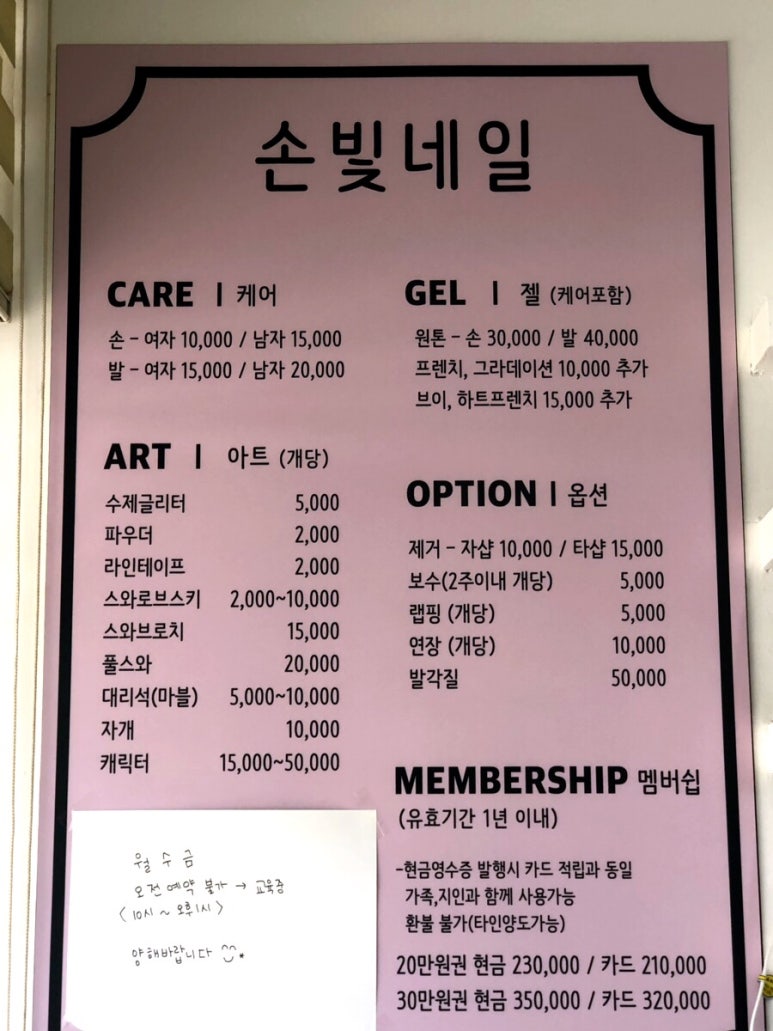 손빛네일
CARE | 케어
손 - 여자 10,000 / 남자 15,000
발 - 여자 15,000 / 남자 20,000
ART | 아트 (개당)
수제글리터 5,000
파우더 2,000
라인테이프 2,000
스와로브스키 2,000~10,000
스와브로치 15,000
풀스와 20,000
대리석(마블) 5,000~10,000
자개 10,000
캐릭터 15,000~50,000
GEL | 젤 (케어포함)
원톤 - 손 30,000 / 발 40,000
프렌치, 그라데이션 10,000 추가
브이, 하트프렌치 15,000 추가
OPTION | 옵션
제거 - 자샵 10,000 / 타샵 15,000
보수(2주이내 개당) 5,000
랩핑 (개당) 5,000
연장 (개당) 10,000
발각질 50,000
MEMBERSHIP 멤버쉽
(유효기간 1년 이내)
-현금영수증 발행시 카드 적립과 동일
가족,지인과 함께 사용가능
환불 불가(타인양도가능)
20만원권 현금 230,000 / 카드 210,000
30만원권 현금 350,000 / 카드 320,000
월 수 금
오전 예약 불가 → 교육중
<10시 ~ 오후1시>
양해바랍니다 ^^*